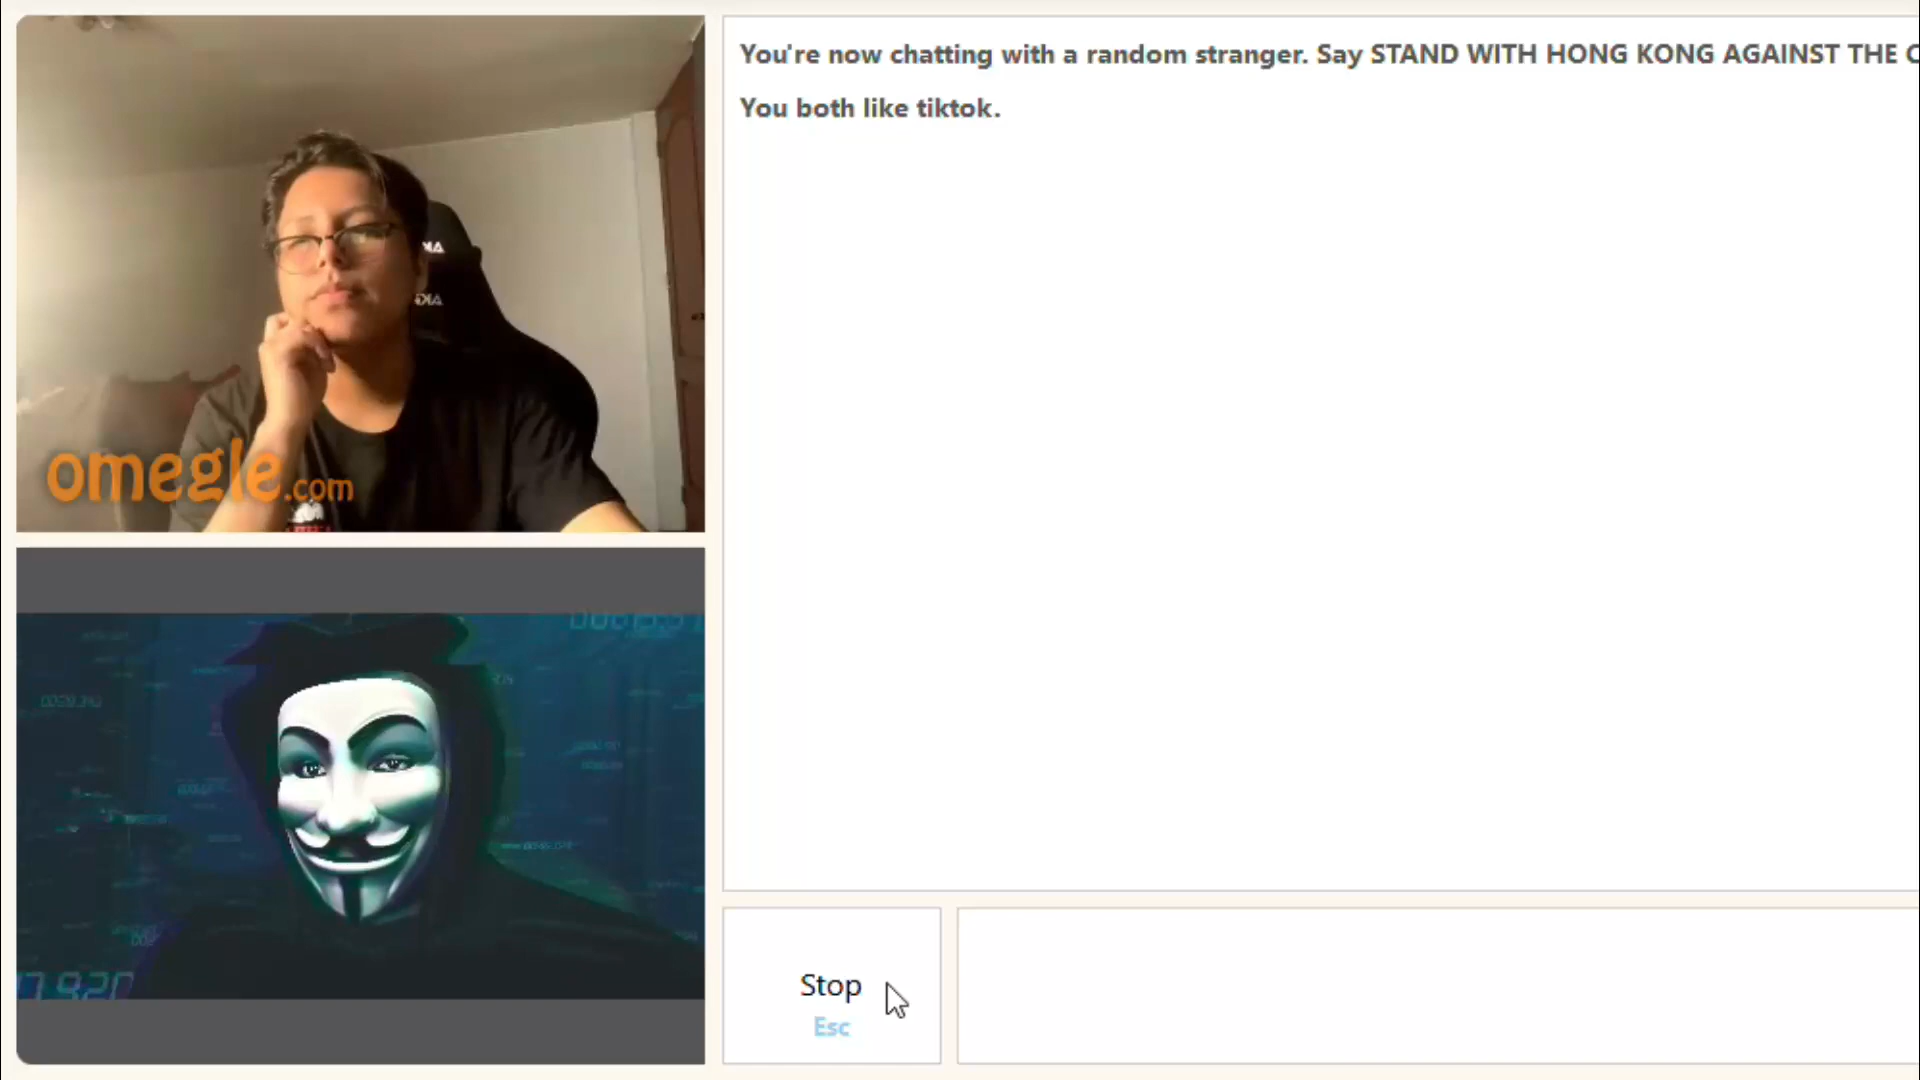 You're now chatting with a random stranger. Say STAND WITH HONG KONG AGAINST THE C
You both like tiktok.
omegle.com
Stop
Esc